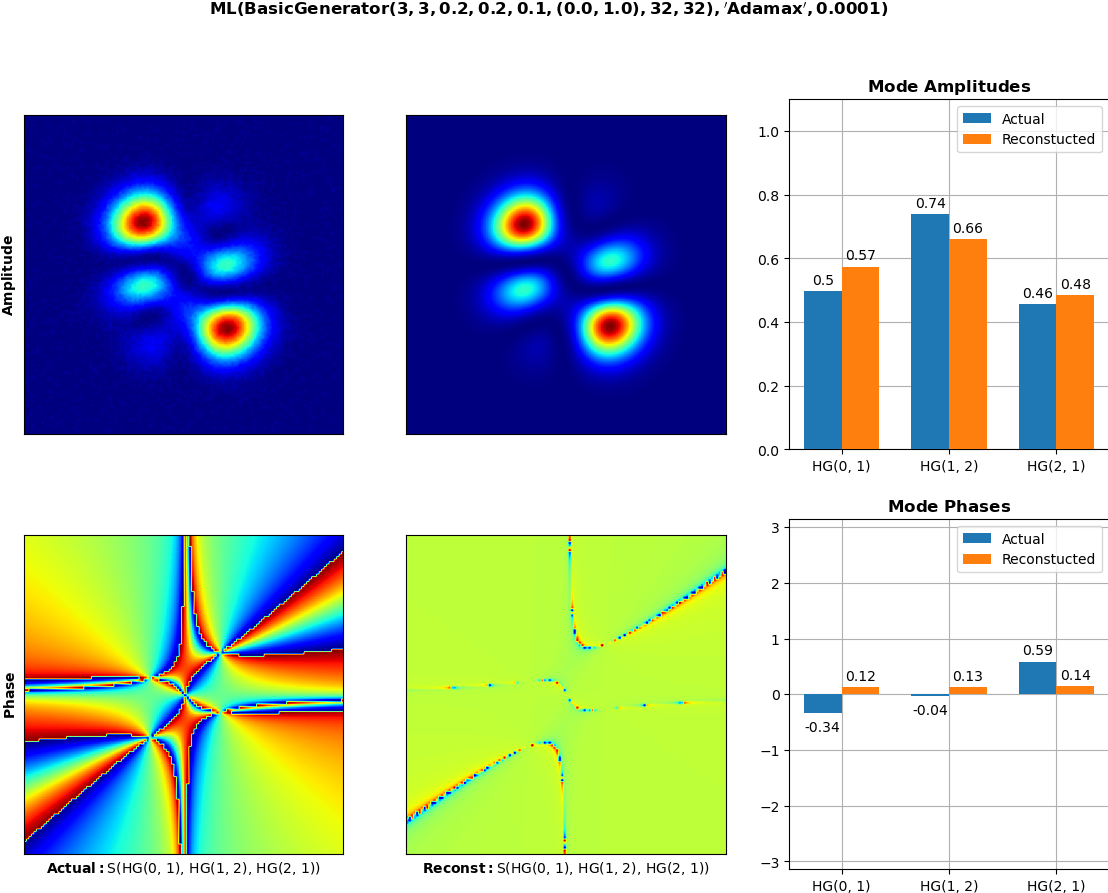 ML(BasicGenerator(3, 3, 0.2, 0.2, 0.1, (0.0, 1.0), 32, 32), ′Adamax′, 0.0001)
Amplitude
Mode Amplitudes
Actual
Reconstucted
1.0
0.8
0.6
0.4
0.2
0.0
0.5
0.57
0.74
0.66
0.46
0.48
HG(0, 1)
HG(1, 2)
HG(2, 1)
Phase
Actual: S(HG(0, 1), HG(1, 2), HG(2, 1))
Reconst: S(HG(0, 1), HG(1, 2), HG(2, 1))
Mode Phases
Actual
Reconstucted
3
2
1
0
−1
−2
−3
-0.34
0.12
-0.04
0.13
0.59
0.14
HG(0, 1)
HG(1, 2)
HG(2, 1)